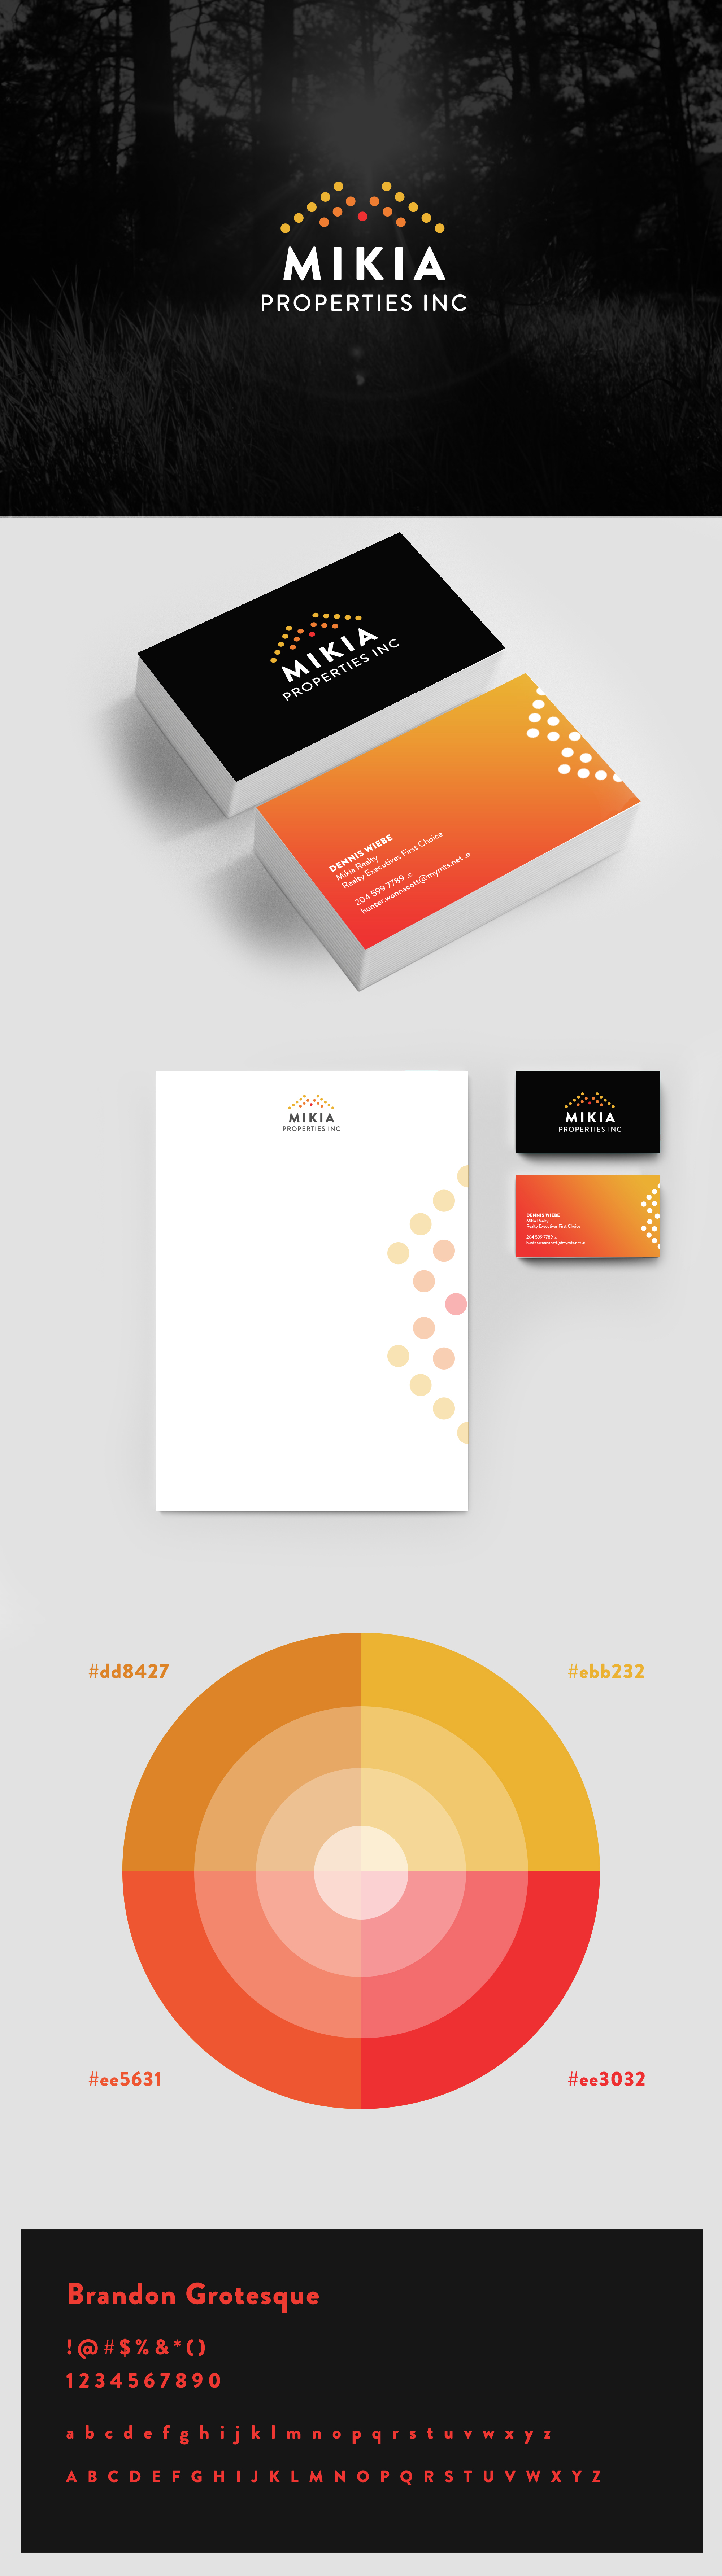 MIKIA
PROPERTIES INC
MIKIA
PROPERTIES INC
DENNIS WIEBE
Mikia Realty
Realty Executives First Choice
204 599 7789 .c
hunter.wonnacott@mymts.net .e
MIKIA
PROPERTIES INC
MIKIA
PROPERTIES INC
DENNIS WIEBE
Mikia Realty
Realty Executives First Choice
204 599 7789 .c
hunter.wonnacott@mymts.net .e
#dd8427
#ebb232
#ee5631
#ee3032
Brandon Grotesque
!@#$%&*()
1234567890
a b c d e f g h i j k l m n o p q r s t u v w x y z
A B C D E F G H I J K L M N O P Q R S T U V W X Y Z